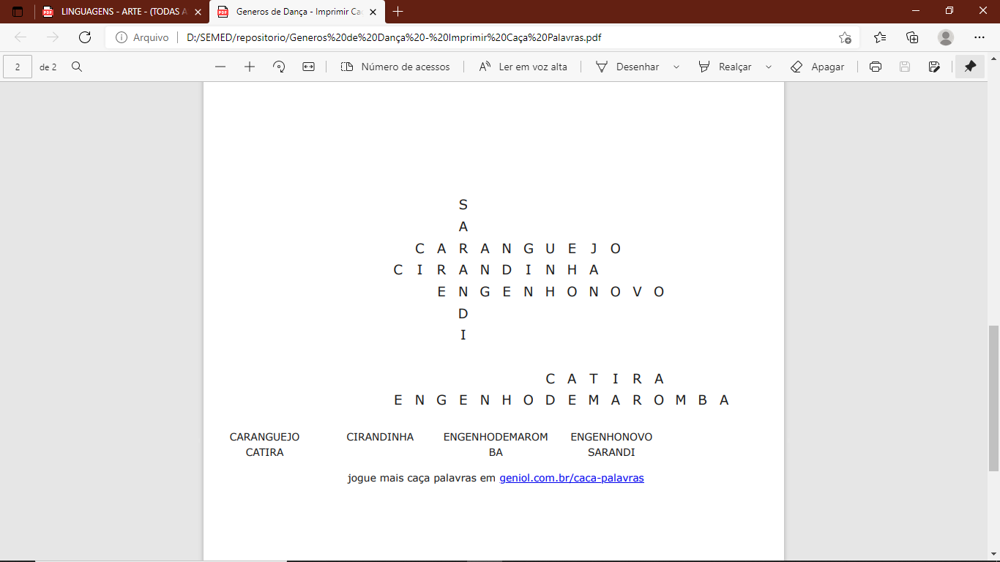 LINGUAGENS - ARTE - (TODAS A
Generos de Dança - Imprimir Ca
Arquivo D:/SEMED/repositorio/Generos%20de%20Dança%20-%20Imprimir%20Caça%20Palavras.pdf
2 de 2 Número de acessos Ler em voz alta Desenhar Realçar Apagar
S
A
C A R A N G U E J O
C I R A N D I N H A
E N G E N H O N O V O
D
I
C A T I R A
E N G E N H O D E M A R O M B A
CARANGUEJO CIRANDINHA ENGENHODEMAROM ENGENHONOVO
CATIRA BA SARANDI
jogue mais caça palavras em geniol.com.br/caca-palavras